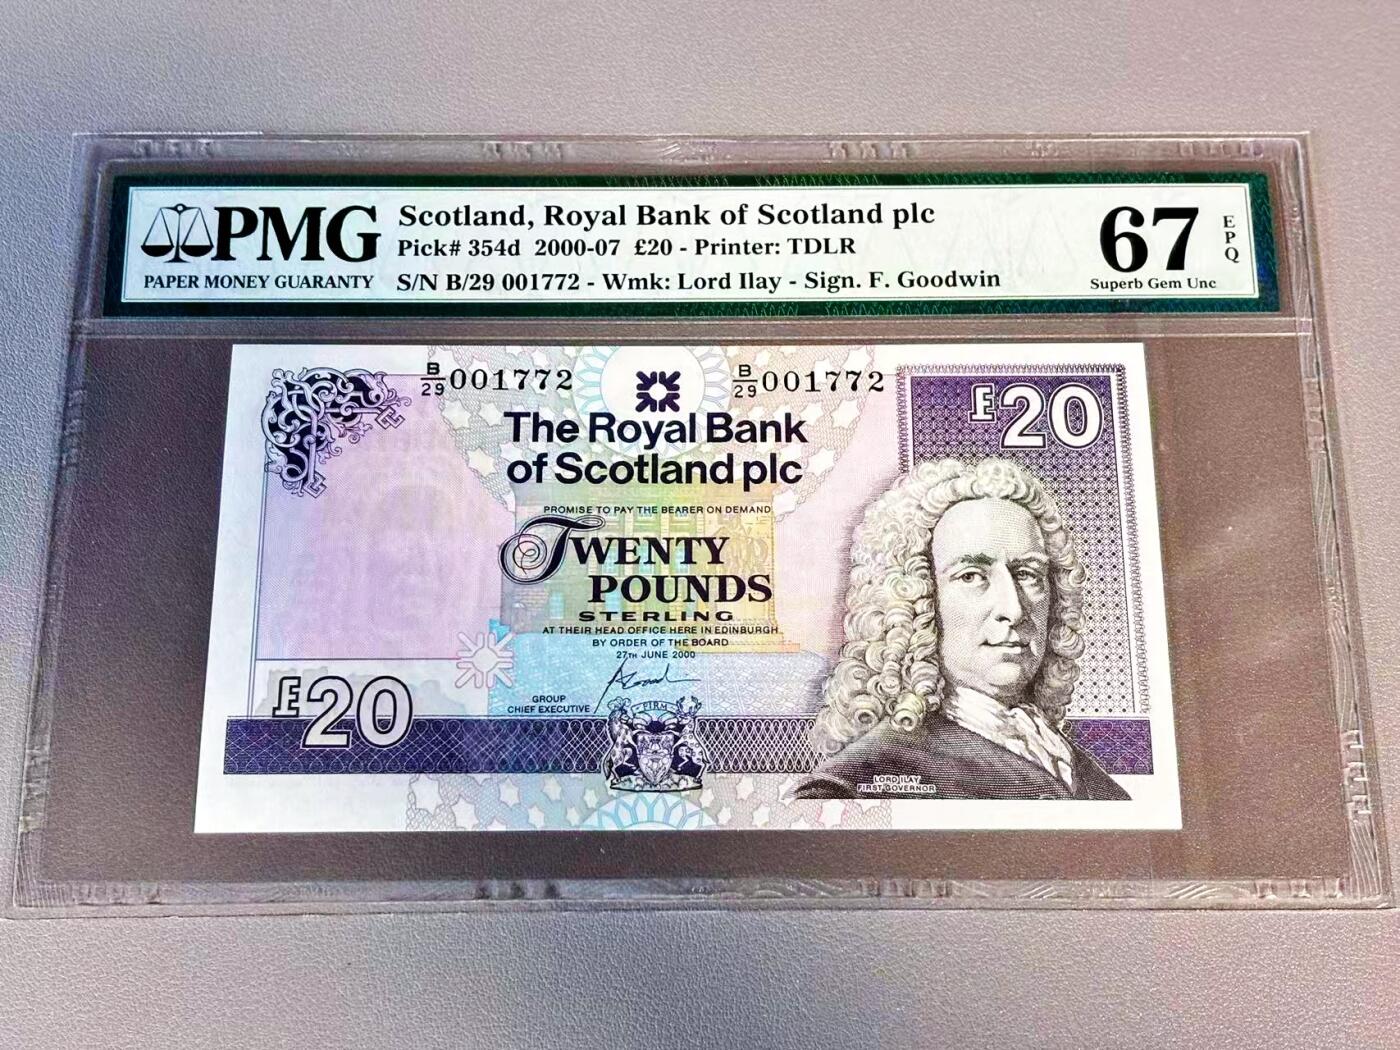 PMG
PAPER MONEY GUARANTY
Scotland, Royal Bank of Scotland plc
Pick# 354d 2000-07 £20 - Printer: TDLR
S/N B/29 001772 - Wmk: Lord Ilay - Sign. F. Goodwin
67
EPQ
Superb Gem Unc
B/29 001772
B/29 001772
£20
The Royal Bank
of Scotland plc
PROMISE TO PAY THE BEARER ON DEMAND
TWENTY
POUNDS
STERLING
AT THEIR HEAD OFFICE HERE IN EDINBURGH
BY ORDER OF THE BOARD
27TH JUNE 2000
GROUP
CHIEF EXECUTIVE
£20
FIRM
LORD ILAY
FIRST GOVERNOR